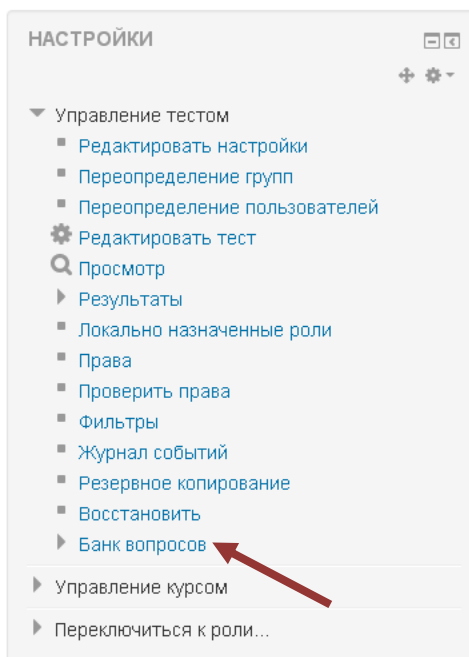 НАСТРОЙКИ
Управление тестом
Редактировать настройки
Переопределение групп
Переопределение пользователей
Редактировать тест
Просмотр
Результаты
Локально назначенные роли
Права
Проверить права
Фильтры
Журнал событий
Резервное копирование
Восстановить
Банк вопросов
Управление курсом
Переключиться к роли...